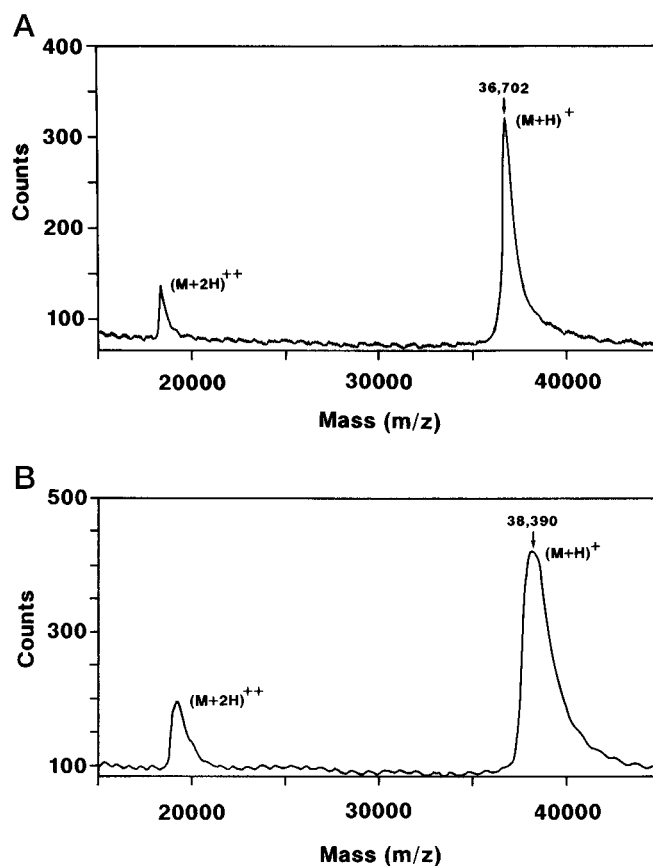 A
400
300
200
100
Counts
36,702
(M+H)+
(M+2H)++
20000 30000 40000
Mass (m/z)
B
500
300
100
Counts
38,390
(M+H)+
(M+2H)++
20000 30000 40000
Mass (m/z)